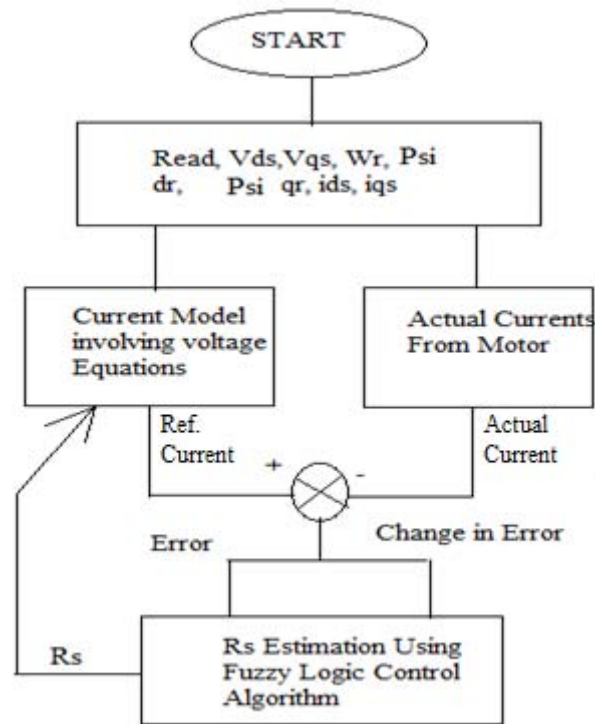 START
Read, Vds,Vqs, Wr, Psi
dr, Psi qr, ids, iqs
Current Model
involving voltage
Equations
Actual Currents
From Motor
Ref.
Current
Actual
Current
+
-
Error
Change in Error
Rs
Rs Estimation Using
Fuzzy Logic Control
Algorithm